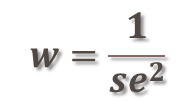 w = 1/se²